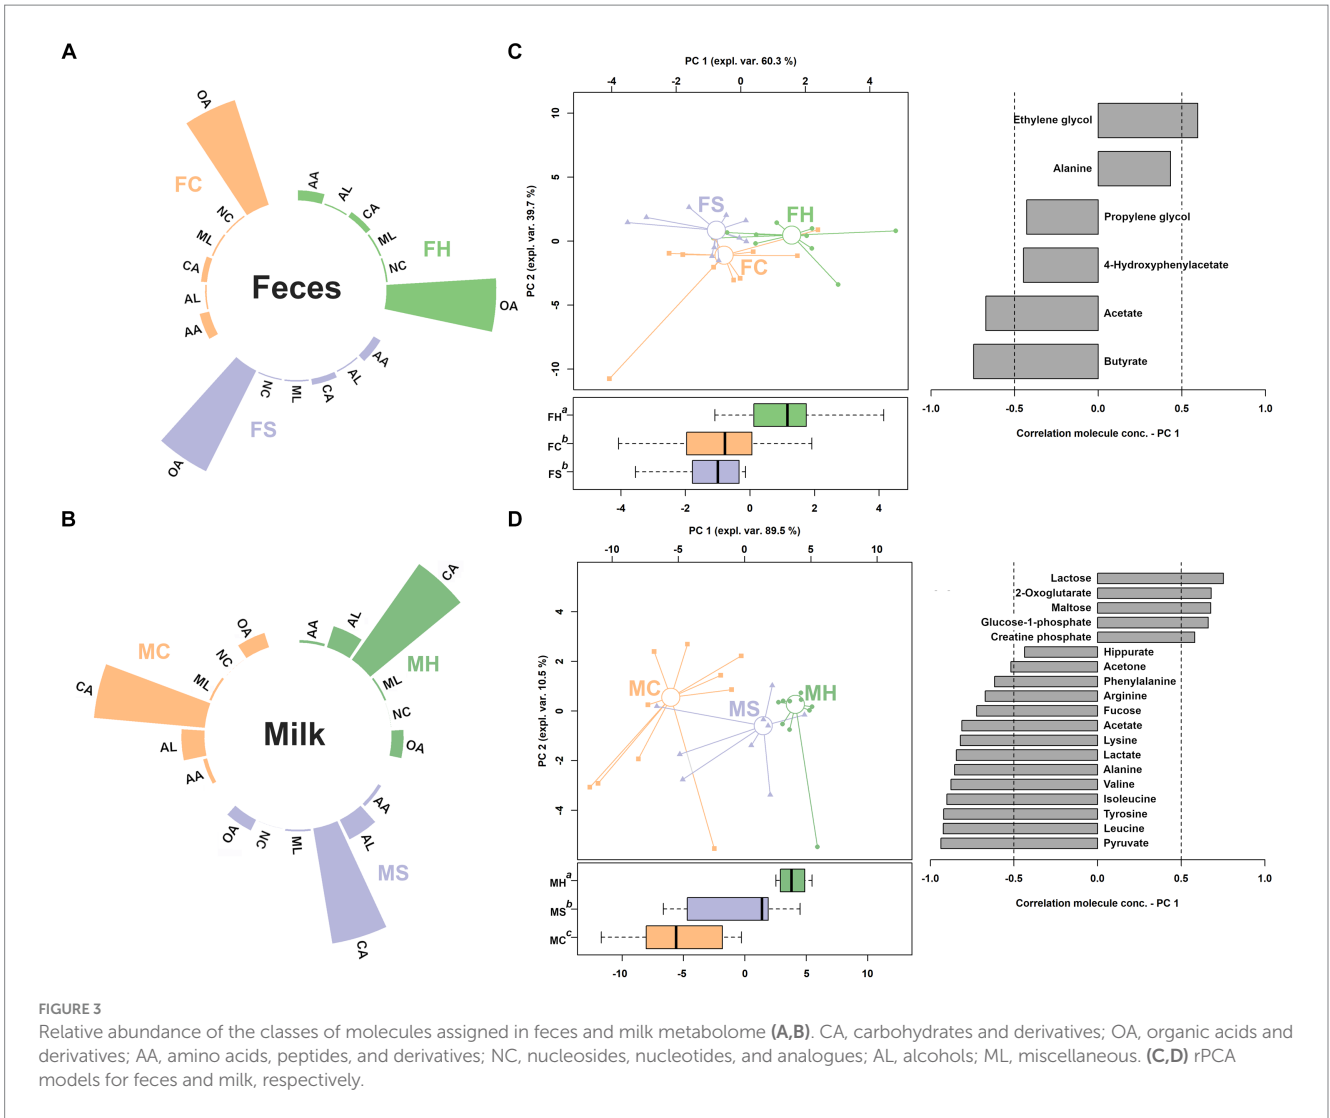 A
OA
FC
NC
ML
CA
AL
AA
AA
AL
CA
ML
NC
FH
OA
Feces
AA
AL
CA
ML
NC
OA
FS
C
PC 1 (expl. var. 60.3 %)
-4 -2 0 2 4
PC 2 (expl. var. 39.7 %)
10
5
0
-5
-10
FS
FH
FC
FHa
FCb
FSb
-4 -2 0 2 4
Ethylene glycol
Alanine
Propylene glycol
4-Hydroxyphenylacetate
Acetate
Butyrate
-1.0 -0.5 0.0 0.5 1.0
Correlation molecule conc. - PC 1
B
OA
MC
NC
ML
CA
AL
AA
AA
AL
CA
MH
ML
NC
OA
Milk
AA
AL
MS
CA
ML
NC
OA
D
PC 1 (expl. var. 89.5 %)
-10 -5 0 5 10
PC 2 (expl. var. 10.5 %)
4
2
0
-2
-4
MC
MS
MH
MHa
MSb
MCc
-10 -5 0 5 10
Lactose
2-Oxoglutarate
Maltose
Glucose-1-phosphate
Creatine phosphate
Hippurate
Acetone
Phenylalanine
Arginine
Fucose
Acetate
Lysine
Lactate
Alanine
Valine
Isoleucine
Tyrosine
Leucine
Pyruvate
-1.0 -0.5 0.0 0.5 1.0
Correlation molecule conc. - PC 1
FIGURE 3
Relative abundance of the classes of molecules assigned in feces and milk metabolome (A,B). CA, carbohydrates and derivatives; OA, organic acids and
derivatives; AA, amino acids, peptides, and derivatives; NC, nucleosides, nucleotides, and analogues; AL, alcohols; ML, miscellaneous. (C,D) rPCA
models for feces and milk, respectively.